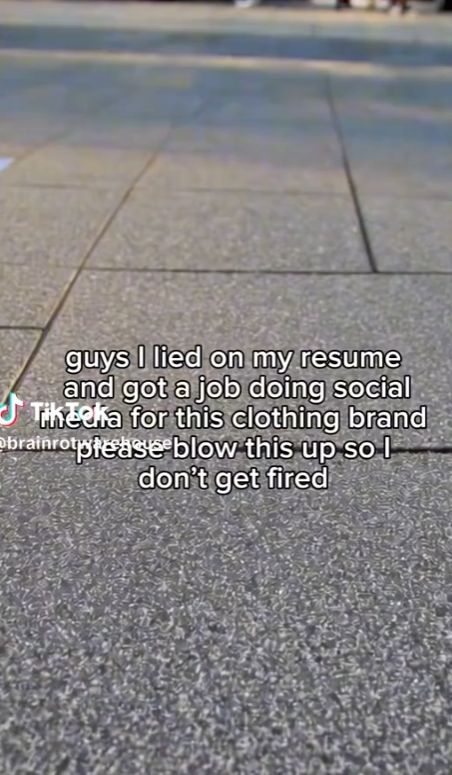 guys I lied on my resume
and got a job doing social
media for this clothing brand
please blow this up so I
don't get fired
TikTok
@brainrotwarehouse